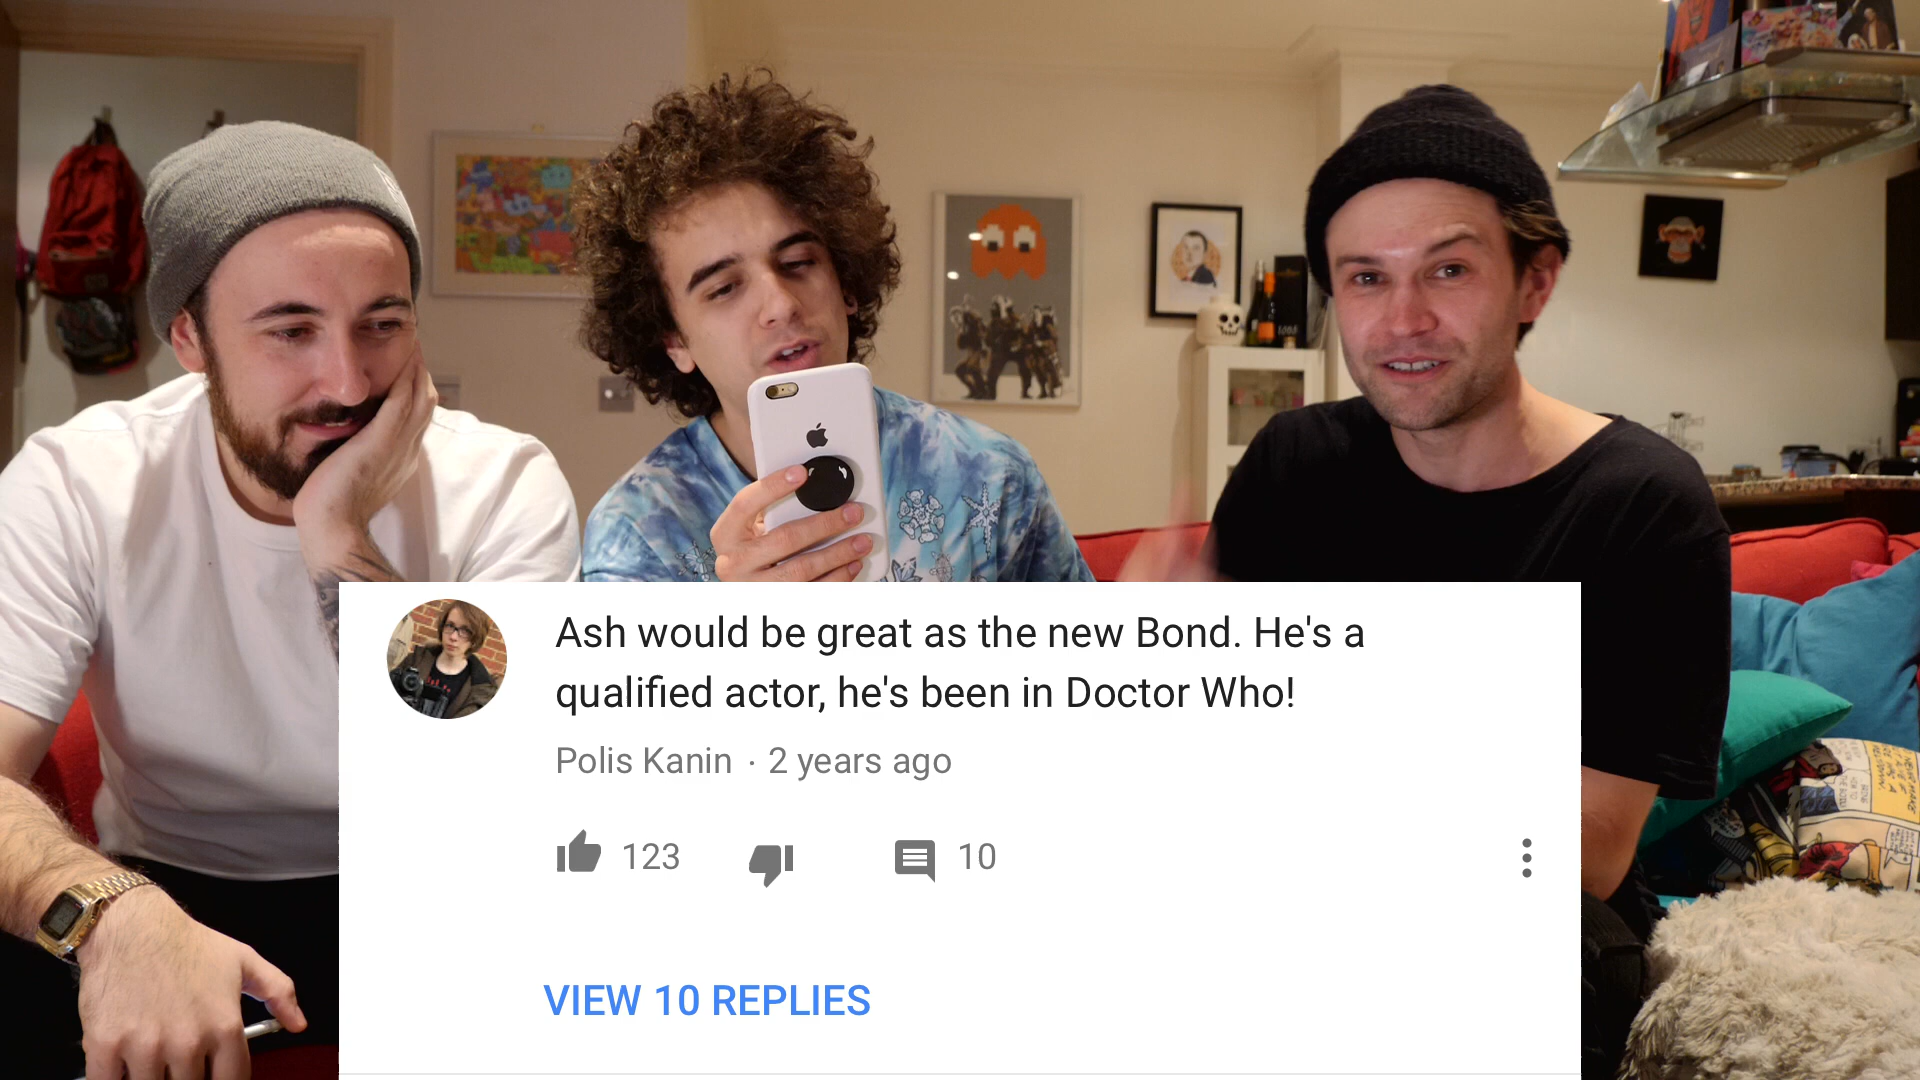 Ash would be great as the new Bond. He's a
qualified actor, he's been in Doctor Who!
Polis Kanin · 2 years ago
123
10
VIEW 10 REPLIES